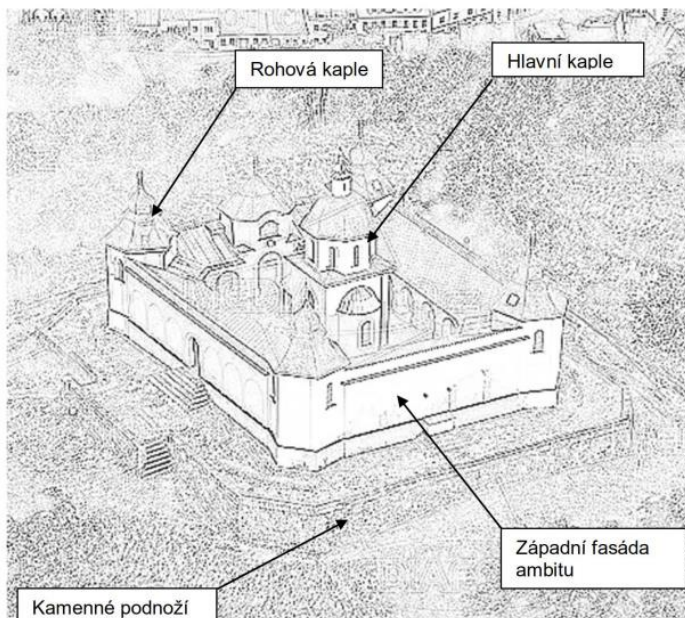 Rohová kaple
Hlavní kaple
Západní fasáda
ambitu
Kamenné podnoží